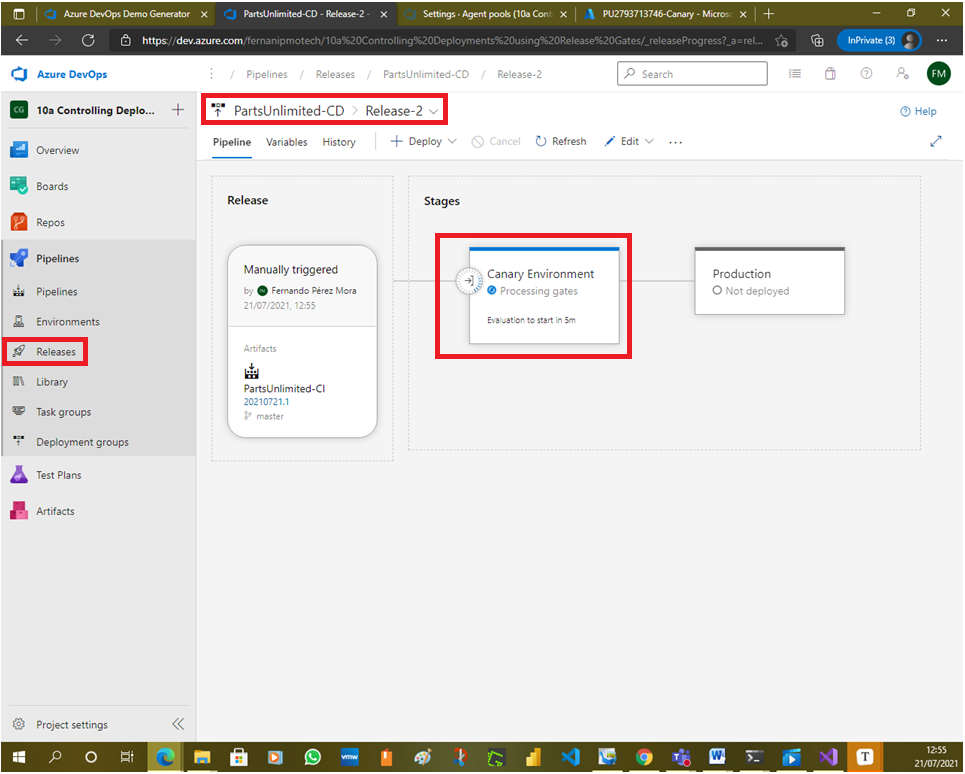 Azure DevOps Demo Generator
PartsUnlimited-CD - Release-2 -
Settings - Agent pools (10a Cont
PU2793713746-Canary - Micros
https://dev.azure.com/fernanipmotech/10a%20Controlling%20Deployments%20using%20Release%20Gates/_releaseProgress?_a=rel...
InPrivate (3)
Azure DevOps
/ Pipelines / Releases / PartsUnlimited-CD / Release-2
Search
FM
CG 10a Controlling Deplo...
PartsUnlimited-CD > Release-2
Help
Pipeline Variables History Deploy Cancel Refresh Edit ...
Overview
Boards
Repos
Pipelines
Pipelines
Environments
Releases
Library
Task groups
Deployment groups
Test Plans
Artifacts
Release
Manually triggered
by FM Fernando Pérez Mora
21/07/2021, 12:55
Artifacts
PartsUnlimited-CI
20210721.1
master
Stages
Canary Environment
Processing gates
Evaluation to start in 5m
Production
Not deployed
Project settings
vmw
T
12:55
21/07/2021